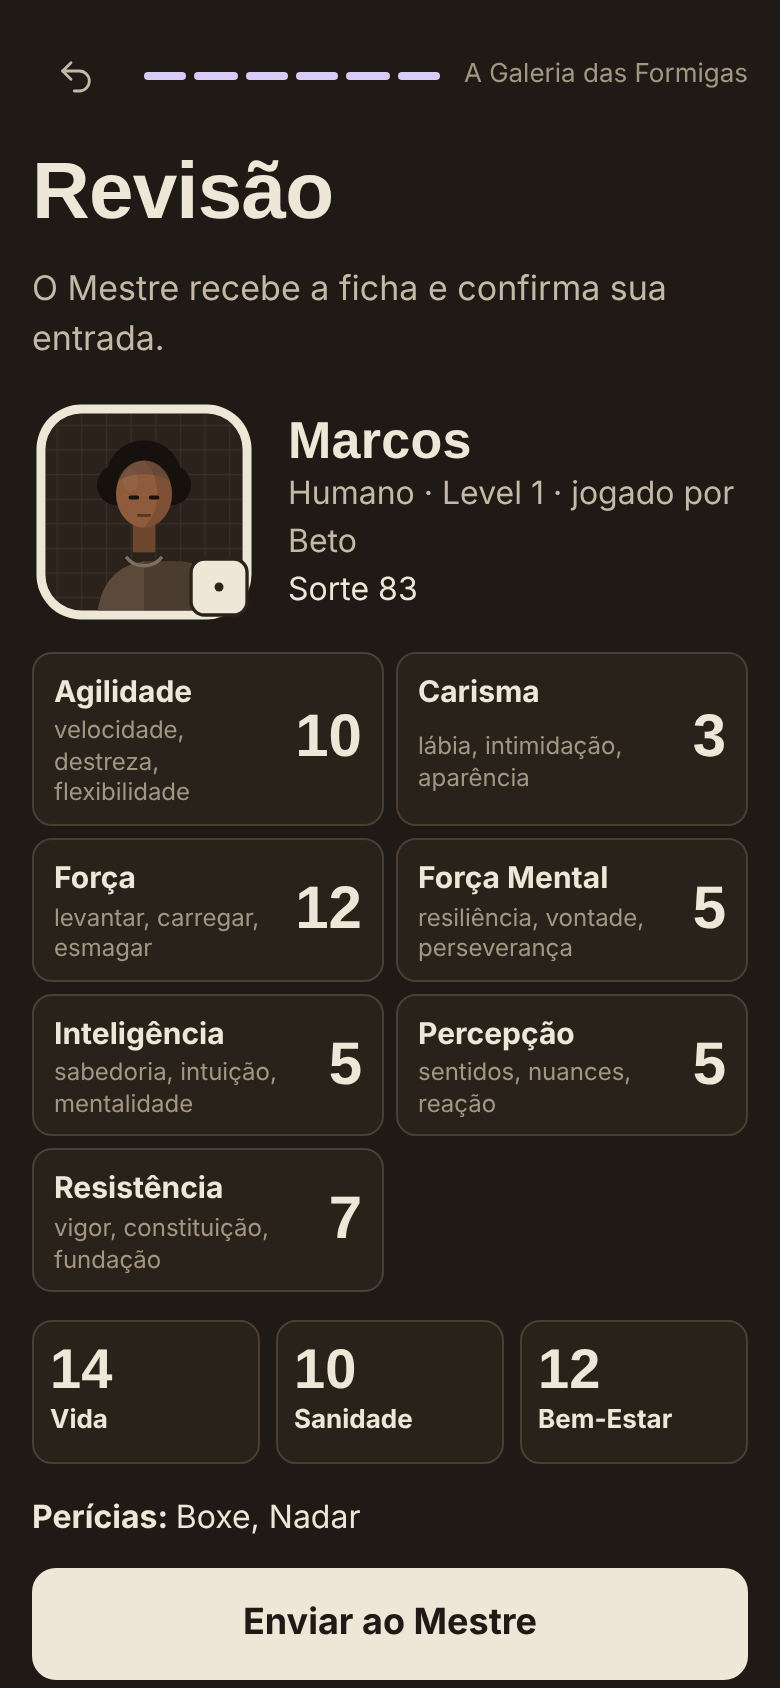 A Galeria das Formigas
Revisão
O Mestre recebe a ficha e confirma sua
entrada.
Marcos
Humano · Level 1 · jogado por
Beto
Sorte 83
Agilidade
velocidade,
destreza,
flexibilidade
10
Carisma
lábia, intimidação,
aparência
3
Força
levantar, carregar,
esmagar
12
Força Mental
resiliência, vontade,
perseverança
5
Inteligência
sabedoria, intuição,
mentalidade
5
Percepção
sentidos, nuances,
reação
5
Resistência
vigor, constituição,
fundação
7
14
Vida
10
Sanidade
12
Bem-Estar
Perícias: Boxe, Nadar
Enviar ao Mestre